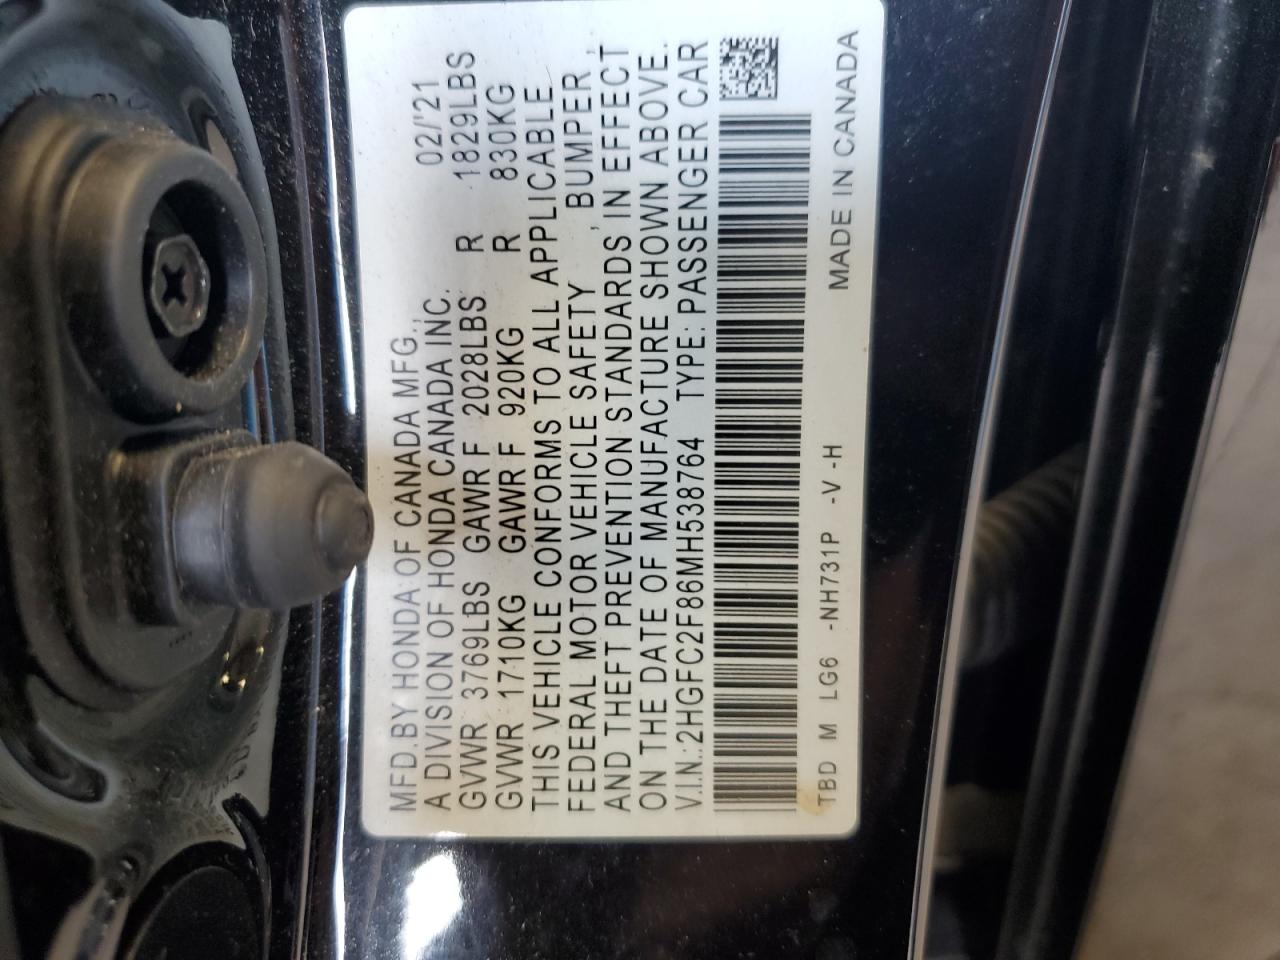 MFD.BY HONDA OF CANADA MFG., 02/'21
A DIVISION OF HONDA CANADA INC.
GVWR 3769LBS GAWR F 2028LBS R 1829LBS
GVWR 1710KG GAWR F 920KG R 830KG
THIS VEHICLE CONFORMS TO ALL APPLICABLE
FEDERAL MOTOR VEHICLE SAFETY , BUMPER ,
AND THEFT PREVENTION STANDARDS IN EFFECT
ON THE DATE OF MANUFACTURE SHOWN ABOVE.
V.I.N.:2HGFC2F86MH538764 TYPE: PASSENGER CAR
TBD M LG6 -NH731P -V -H MADE IN CANADA